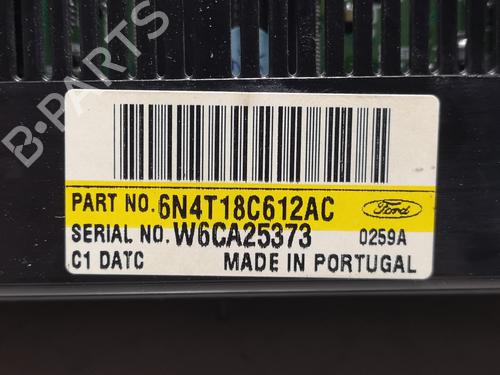 B-PARTS
PART NO. 6N4T18C612AC Ford
SERIAL NO. W6CA25373 0259A
C1 DATC MADE IN PORTUGAL